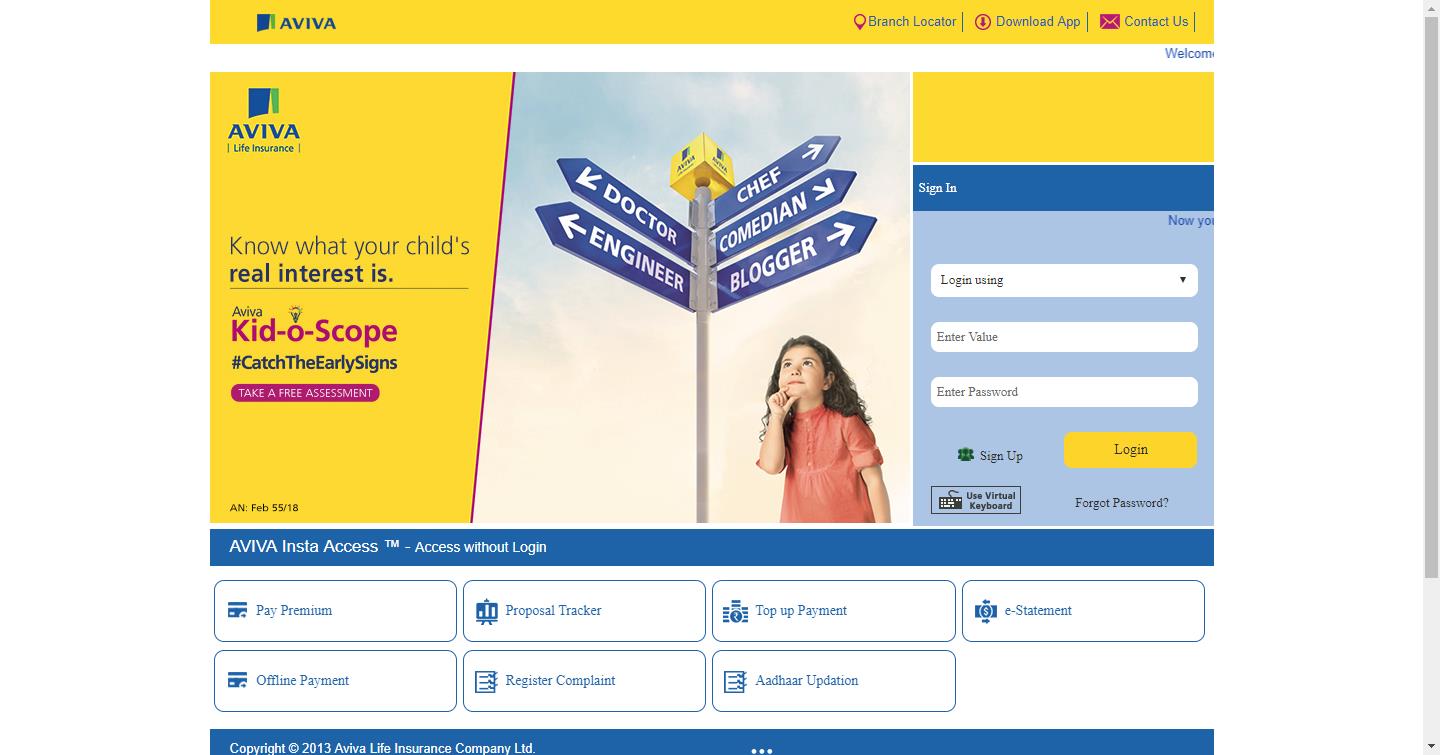 AVIVA
Branch Locator
Download App
Contact Us
Welcome
AVIVA
Life Insurance
Know what your child's
real interest is.
Aviva
Kid-o-Scope
#CatchTheEarlySigns
TAKE A FREE ASSESSMENT
AN: Feb 55/18
AVIVA
AVIVA
DOCTOR
ENGINEER
CHEF
COMEDIAN
BLOGGER
Sign In
Now you
Login using
Enter Value
Enter Password
Sign Up
Login
Use Virtual
Keyboard
Forgot Password?
AVIVA Insta Access ™ - Access without Login
Pay Premium
Proposal Tracker
Top up Payment
e-Statement
Offline Payment
Register Complaint
Aadhaar Updation
Copyright © 2013 Aviva Life Insurance Company Ltd.